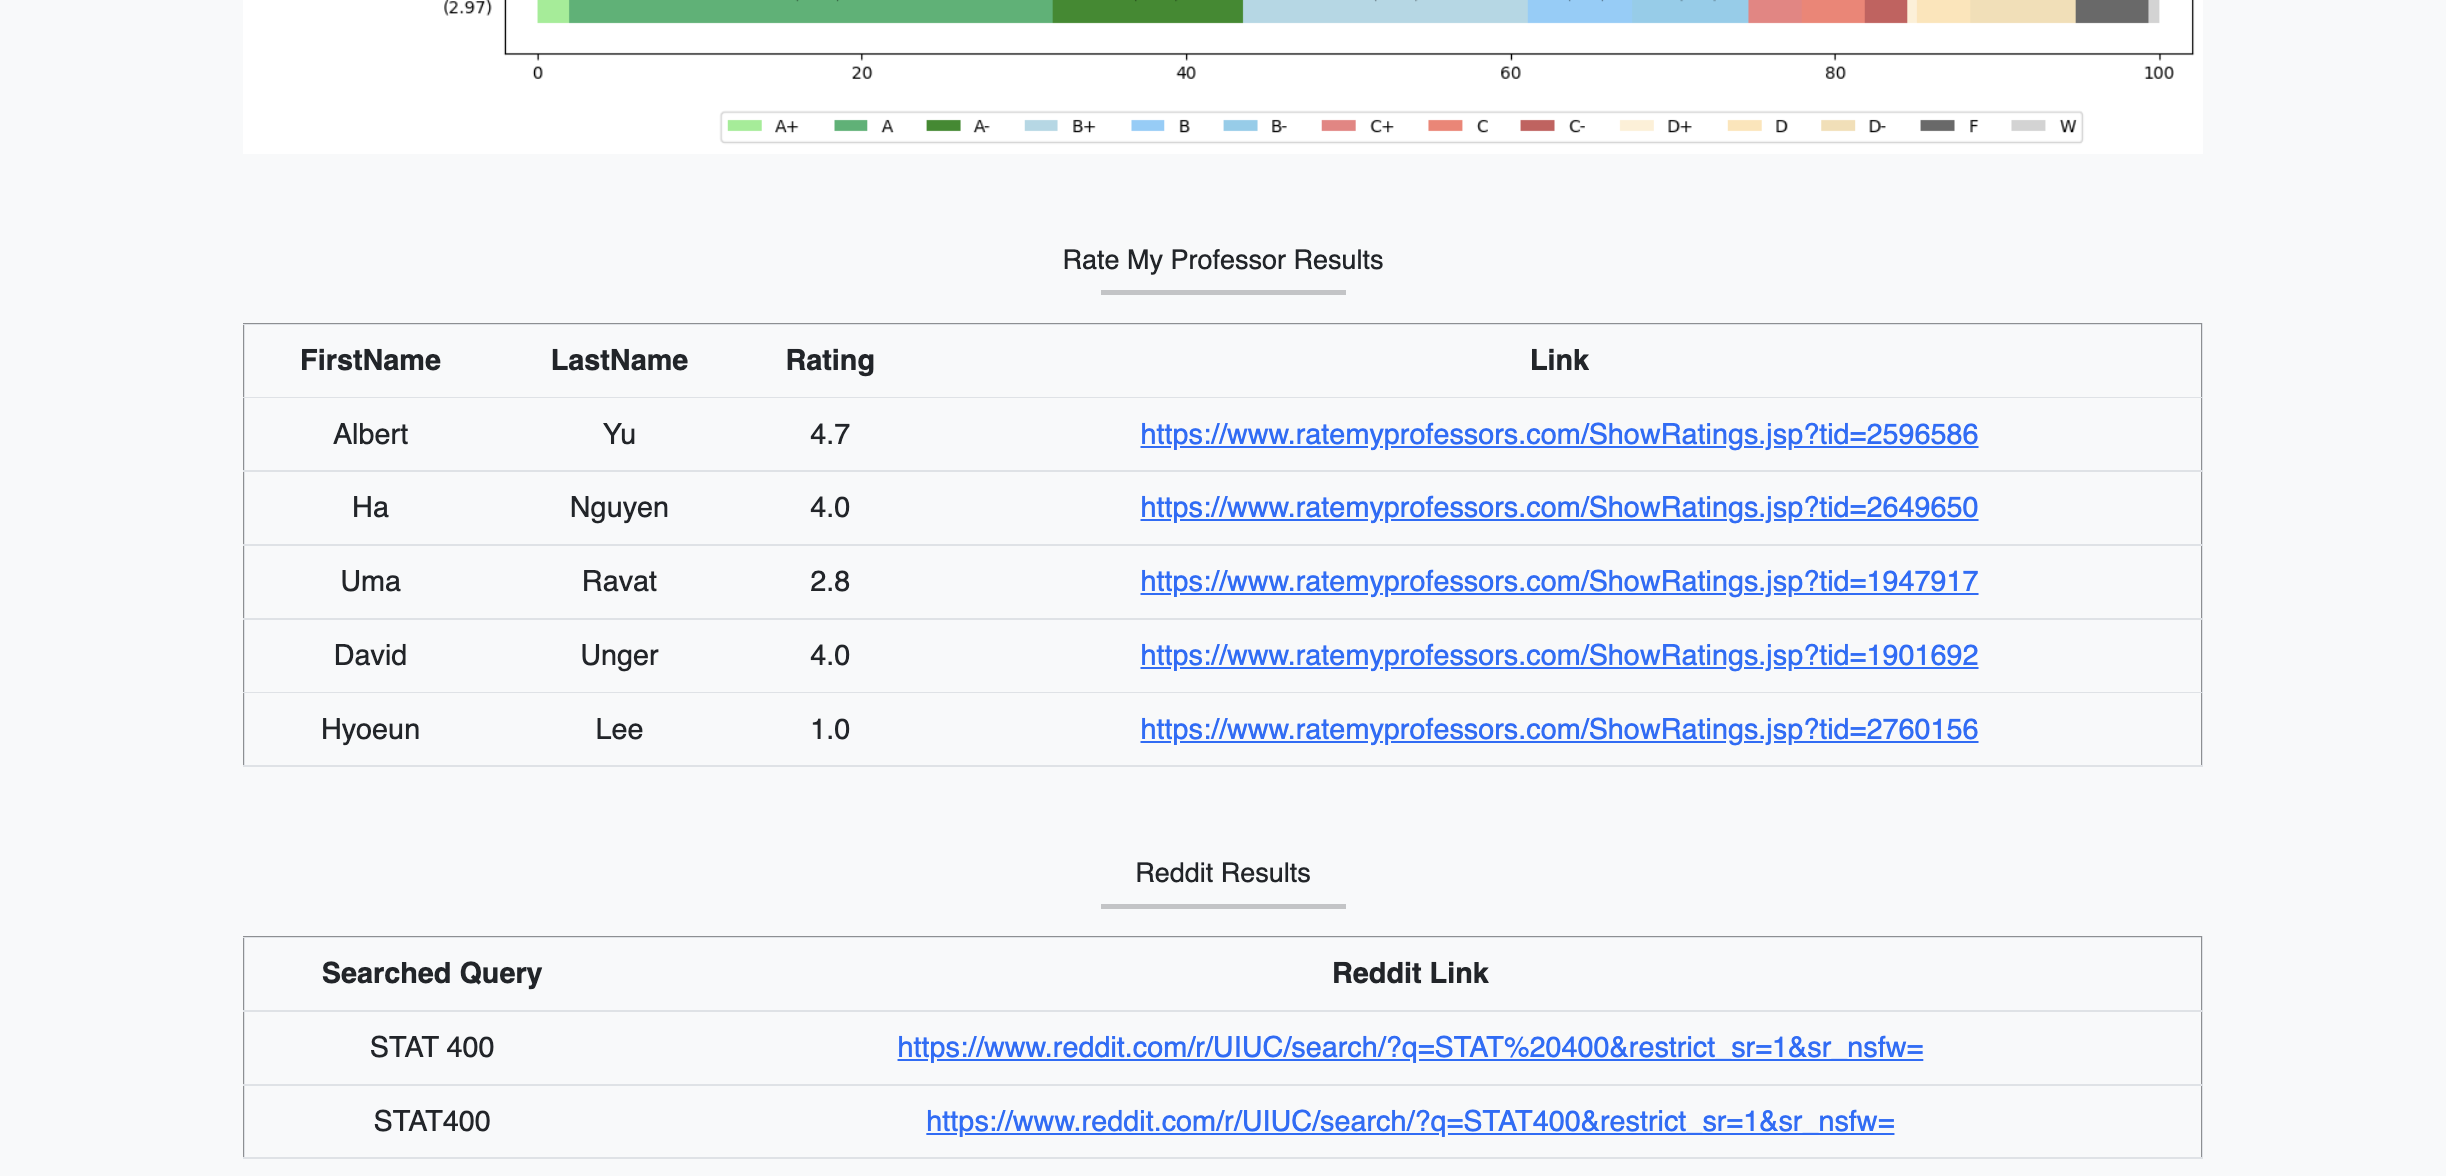 (2.97)
0 20 40 60 80 100
A+ A A- B+ B B- C+ C C- D+ D D- F W
Rate My Professor Results
FirstName LastName Rating Link
Albert Yu 4.7 https://www.ratemyprofessors.com/ShowRatings.jsp?tid=2596586
Ha Nguyen 4.0 https://www.ratemyprofessors.com/ShowRatings.jsp?tid=2649650
Uma Ravat 2.8 https://www.ratemyprofessors.com/ShowRatings.jsp?tid=1947917
David Unger 4.0 https://www.ratemyprofessors.com/ShowRatings.jsp?tid=1901692
Hyoeun Lee 1.0 https://www.ratemyprofessors.com/ShowRatings.jsp?tid=2760156
Reddit Results
Searched Query Reddit Link
STAT 400 https://www.reddit.com/r/UIUC/search/?q=STAT%20400&restrict_sr=1&sr_nsfw=
STAT400 https://www.reddit.com/r/UIUC/search/?q=STAT400&restrict_sr=1&sr_nsfw=